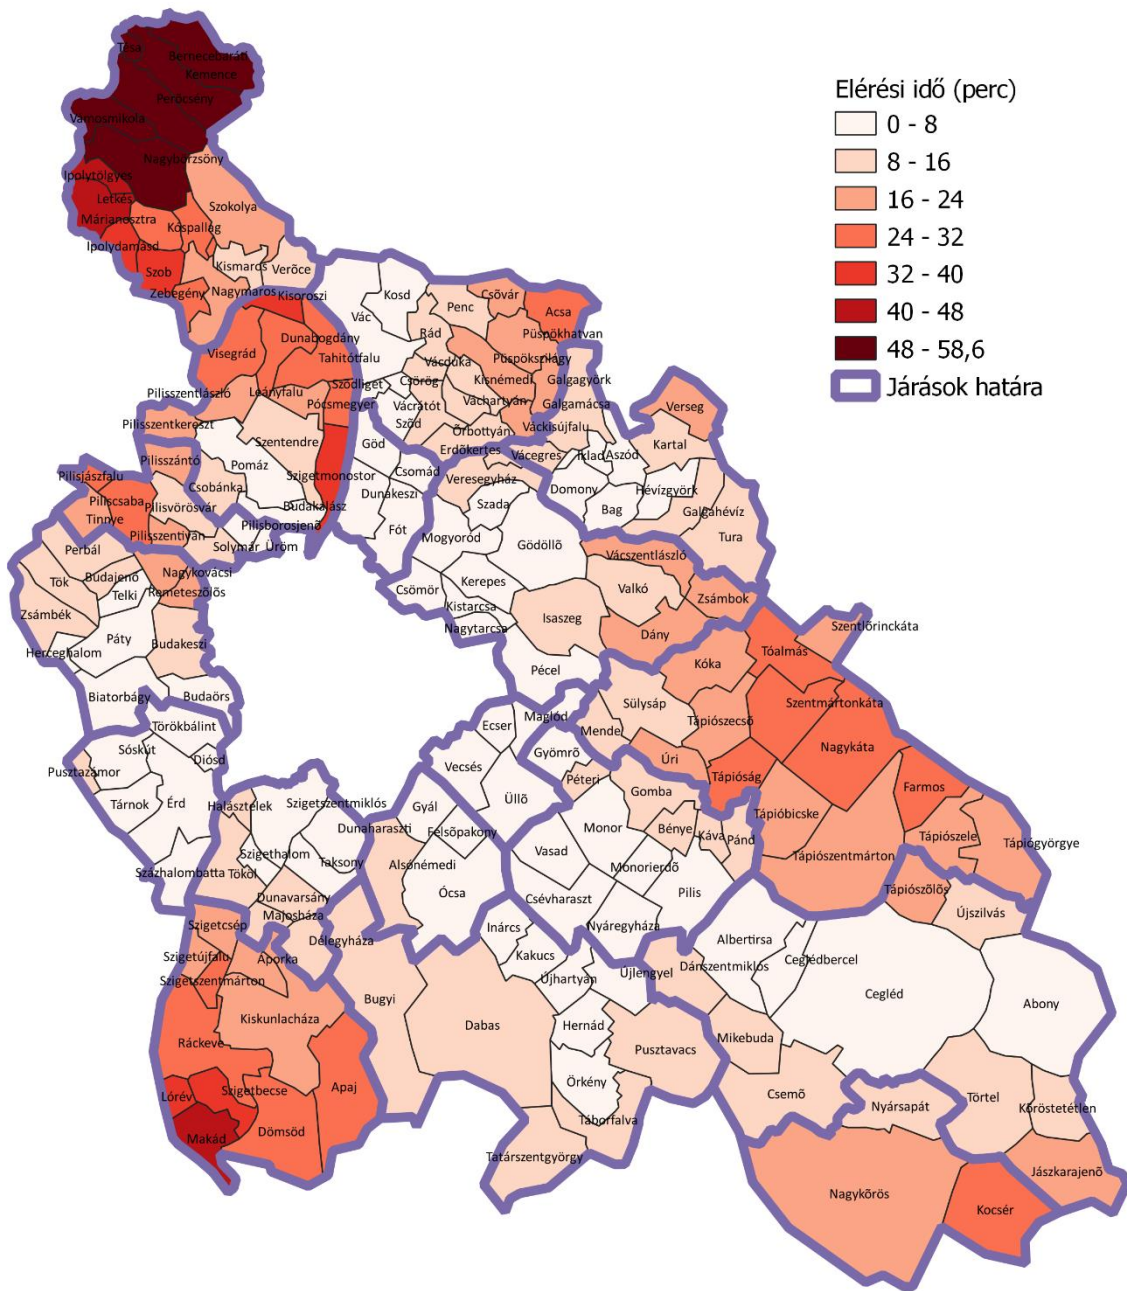 Elérési idő (perc)
0 - 8
8 - 16
16 - 24
24 - 32
32 - 40
40 - 48
48 - 58,6
Járások határa
Tésa
Bernecebaráti
Kemence
Perőcsény
Vámosmikola
Nagybörzsöny
Ipolytölgyes
Letkés
Szokolya
Márianosztra
Kóspallag
Ipolydamásd
Szob
Kismaros
Verőce
Zebegény
Nagymaros
Kisoroszi
Kosd
Vác
Penc
Csővár
Acsa
Rád
Püspökhatvan
Dunabogdány
Visegrád
Tahitótfalu
Vácduka
Püspökszilágy
Galgagyörk
Pilisszentlászló
Leányfalu
Sződliget
Csörög
Kisnémedi
Pócsmegyer
Vácrátót
Váchartyán
Galgamácsa
Verseg
Pilisszentkereszt
Sződ
Őrbottyán
Váckisújfalu
Szentendre
Göd
Erdőkertes
Vácegres
Iklad
Aszód
Kartal
Pilisszántó
Pomáz
Csomád
Pilisjászfalu
Csobánka
Szigetmonostor
Veresegyház
Domony
Hévízgyörk
Piliscsaba
Pilisvörösvár
Dunakeszi
Szada
Bag
Galgahévíz
Tinnye
Budakalász
Pilisszentiván
Pilisborosjenő
Fót
Mogyoród
Gödöllő
Tura
Solymár
Üröm
Perbál
Vácszentlászló
Tök
Budajenő
Nagykovácsi
Telki
Remeteszőlős
Csömör
Kerepes
Valkó
Zsámbok
Zsámbék
Kistarcsa
Isaszeg
Szentlőrinckáta
Nagytarcsa
Dány
Páty
Budakeszi
Herceghalom
Tóalmás
Pécel
Kóka
Biatorbágy
Budaörs
Sülysáp
Szentmártonkáta
Maglód
Tápiószecső
Törökbálint
Ecser
Mende
Sóskút
Gyömrő
Nagykáta
Diósd
Úri
Pusztazámor
Vecsés
Péteri
Tápióság
Üllő
Gomba
Farmos
Tárnok
Érd
Halásztelek
Szigetszentmiklós
Gyál
Tápióbicske
Dunaharaszti
Felsőpakony
Monor
Bénye
Káva
Pánd
Tápiószele
Tápiógyörgye
Szigethalom
Vasad
Tápiószentmárton
Százhalombatta
Tököl
Taksony
Alsónémedi
Monorierdő
Ócsa
Pilis
Tápiószőlős
Dunavarsány
Csévharaszt
Majosháza
Újszilvás
Szigetcsép
Inárcs
Nyáregyháza
Délegyháza
Albertirsa
Szigetújfalu
Áporka
Kakucs
Ceglédbercel
Szigetszentmárton
Újhartyán
Újlengyel
Dánszentmiklós
Cegléd
Bugyi
Abony
Kiskunlacháza
Dabas
Hernád
Ráckeve
Pusztavacs
Mikebuda
Apaj
Örkény
Lórév
Szigetbecse
Csemő
Nyársapát
Törtel
Kőröstetétlen
Táborfalva
Makád
Dömsöd
Tatárszentgyörgy
Jászkarajenő
Nagykőrös
Kocsér